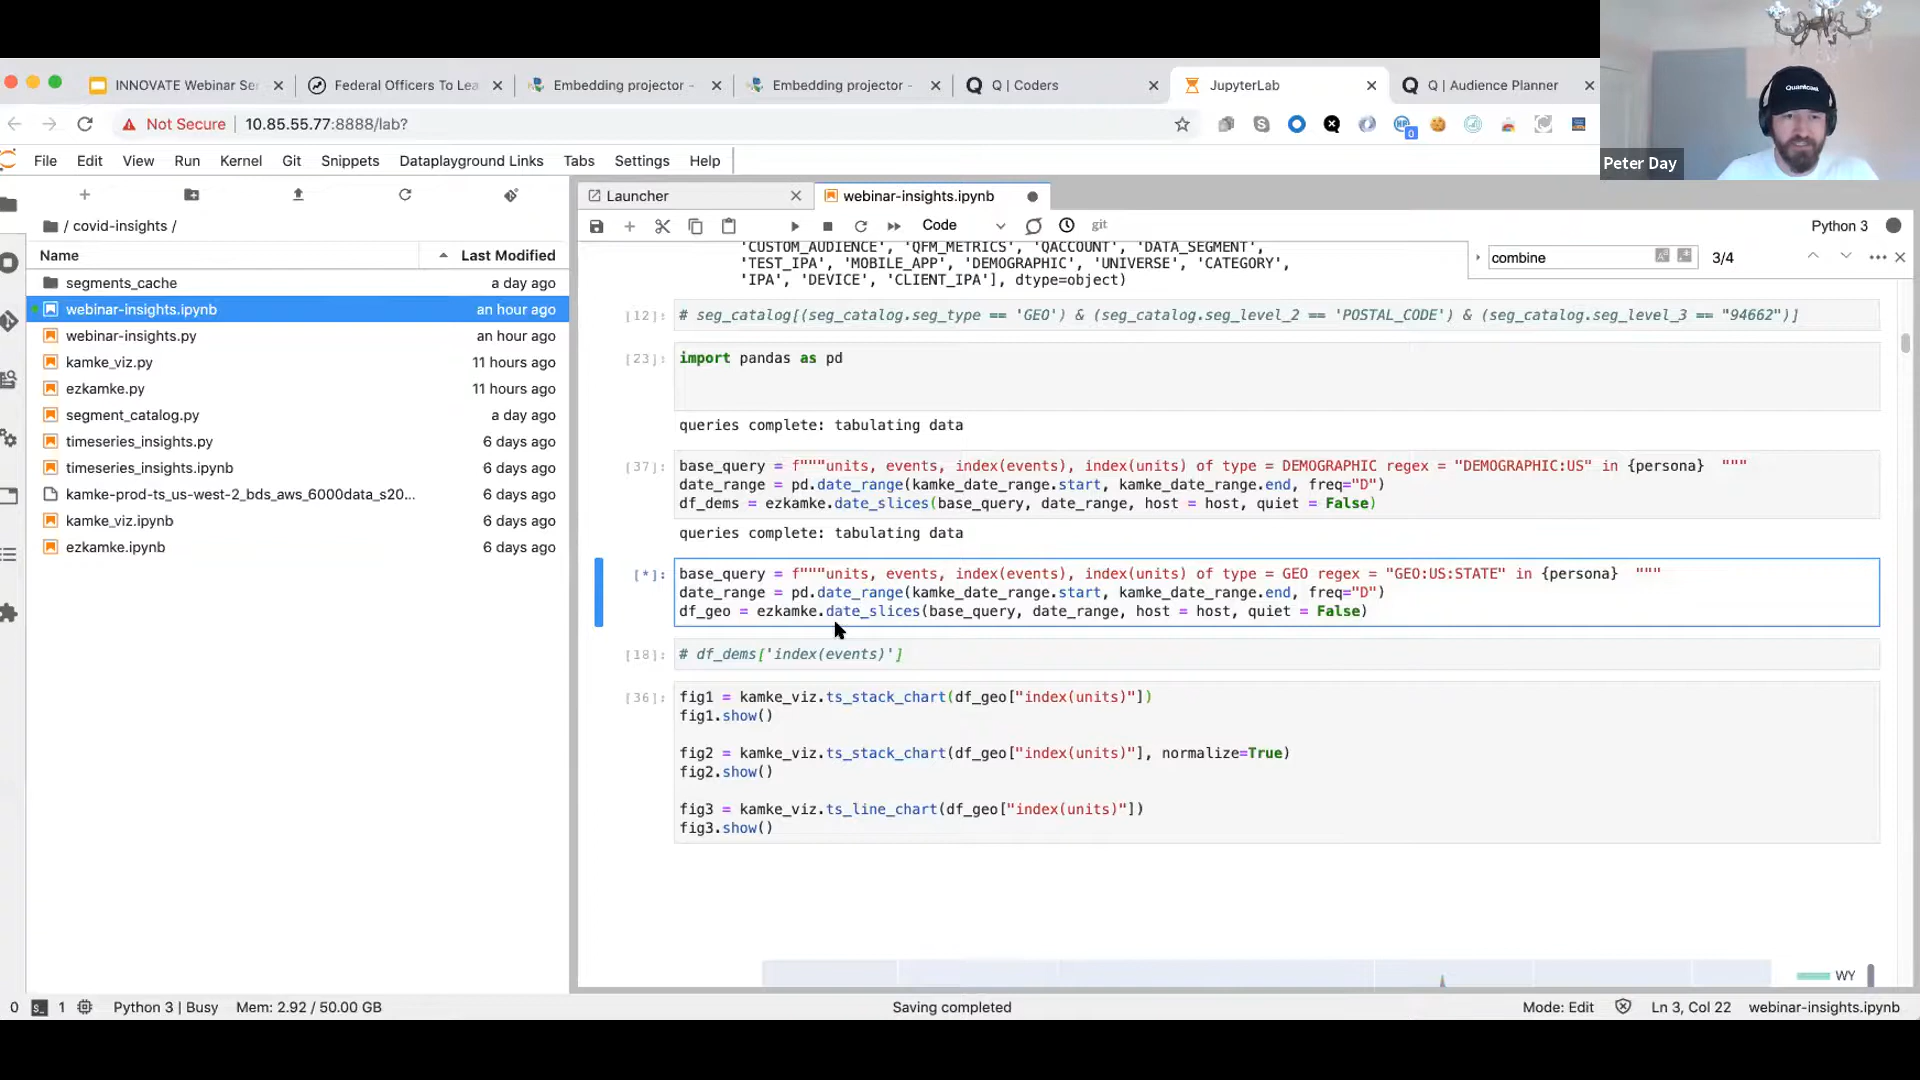 INNOVATE Webinar Ser
Federal Officers To Lea
Embedding projector -
Embedding projector -
Q | Coders
JupyterLab
Q | Audience Planner
Quantcast
Not Secure
10.85.55.77:8888/lab?
0
Peter Day
File Edit View Run Kernel Git Snippets Dataplayground Links Tabs Settings Help
Launcher
webinar-insights.ipynb
/ covid-insights /
Code
git
Python 3
Name
Last Modified
segments_cache a day ago
webinar-insights.ipynb an hour ago
webinar-insights.py an hour ago
kamke_viz.py 11 hours ago
ezkamke.py 11 hours ago
segment_catalog.py a day ago
timeseries_insights.py 6 days ago
timeseries_insights.ipynb 6 days ago
kamke-prod-ts_us-west-2_bds_aws_6000data_s20... 6 days ago
kamke_viz.ipynb 6 days ago
ezkamke.ipynb 6 days ago
combine
3/4
'CUSTOM_AUDIENCE', 'QFM_METRICS', 'QACCOUNT', 'DATA_SEGMENT',
'TEST_IPA', 'MOBILE_APP', 'DEMOGRAPHIC', 'UNIVERSE', 'CATEGORY',
'IPA', 'DEVICE', 'CLIENT_IPA'], dtype=object)
[12]: # seg_catalog[(seg_catalog.seg_type == 'GEO') & (seg_catalog.seg_level_2 == 'POSTAL_CODE') & (seg_catalog.seg_level_3 == "94662")]
[23]: import pandas as pd
queries complete: tabulating data
[37]: base_query = f"""units, events, index(events), index(units) of type = DEMOGRAPHIC regex = "DEMOGRAPHIC:US" in {persona}  """
date_range = pd.date_range(kamke_date_range.start, kamke_date_range.end, freq="D")
df_dems = ezkamke.date_slices(base_query, date_range, host = host, quiet = False)
queries complete: tabulating data
[*]: base_query = f"""units, events, index(events), index(units) of type = GEO regex = "GEO:US:STATE" in {persona}  """
date_range = pd.date_range(kamke_date_range.start, kamke_date_range.end, freq="D")
df_geo = ezkamke.date_slices(base_query, date_range, host = host, quiet = False)
[18]: # df_dems['index(events)']
[36]: fig1 = kamke_viz.ts_stack_chart(df_geo["index(units)"])
fig1.show()
fig2 = kamke_viz.ts_stack_chart(df_geo["index(units)"], normalize=True)
fig2.show()
fig3 = kamke_viz.ts_line_chart(df_geo["index(units)"])
fig3.show()
WY
0
1
Python 3 | Busy
Mem: 2.92 / 50.00 GB
Saving completed
Mode: Edit
Ln 3, Col 22
webinar-insights.ipynb